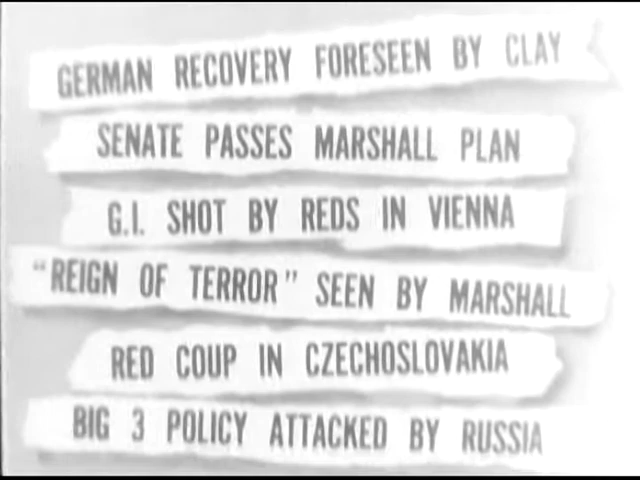 GERMAN RECOVERY FORESEEN BY CLAY
SENATE PASSES MARSHALL PLAN
G.I. SHOT BY REDS IN VIENNA
"REIGN OF TERROR" SEEN BY MARSHALL
RED COUP IN CZECHOSLOVAKIA
BIG 3 POLICY ATTACKED BY RUSSIA